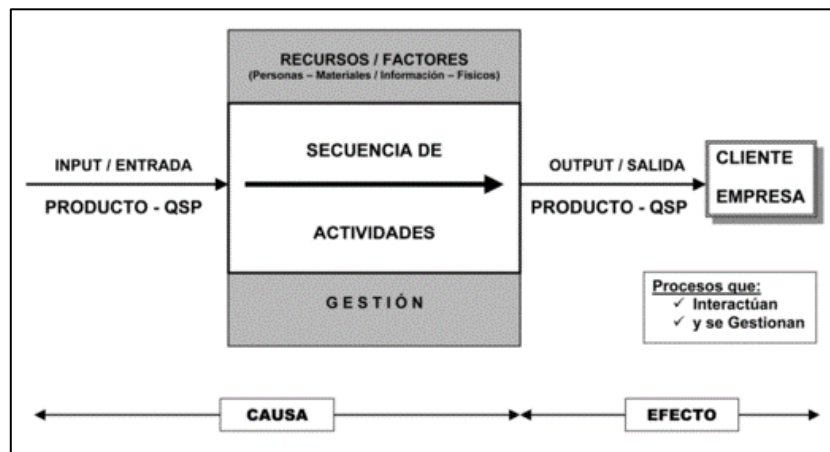 RECURSOS / FACTORES
(Personas – Materiales / Información – Físicos)
INPUT / ENTRADA
PRODUCTO - QSP
SECUENCIA DE
ACTIVIDADES
OUTPUT / SALIDA
PRODUCTO - QSP
CLIENTE
EMPRESA
GESTIÓN
Procesos que:
✓ Interactúan
✓ y se Gestionan
CAUSA
EFECTO